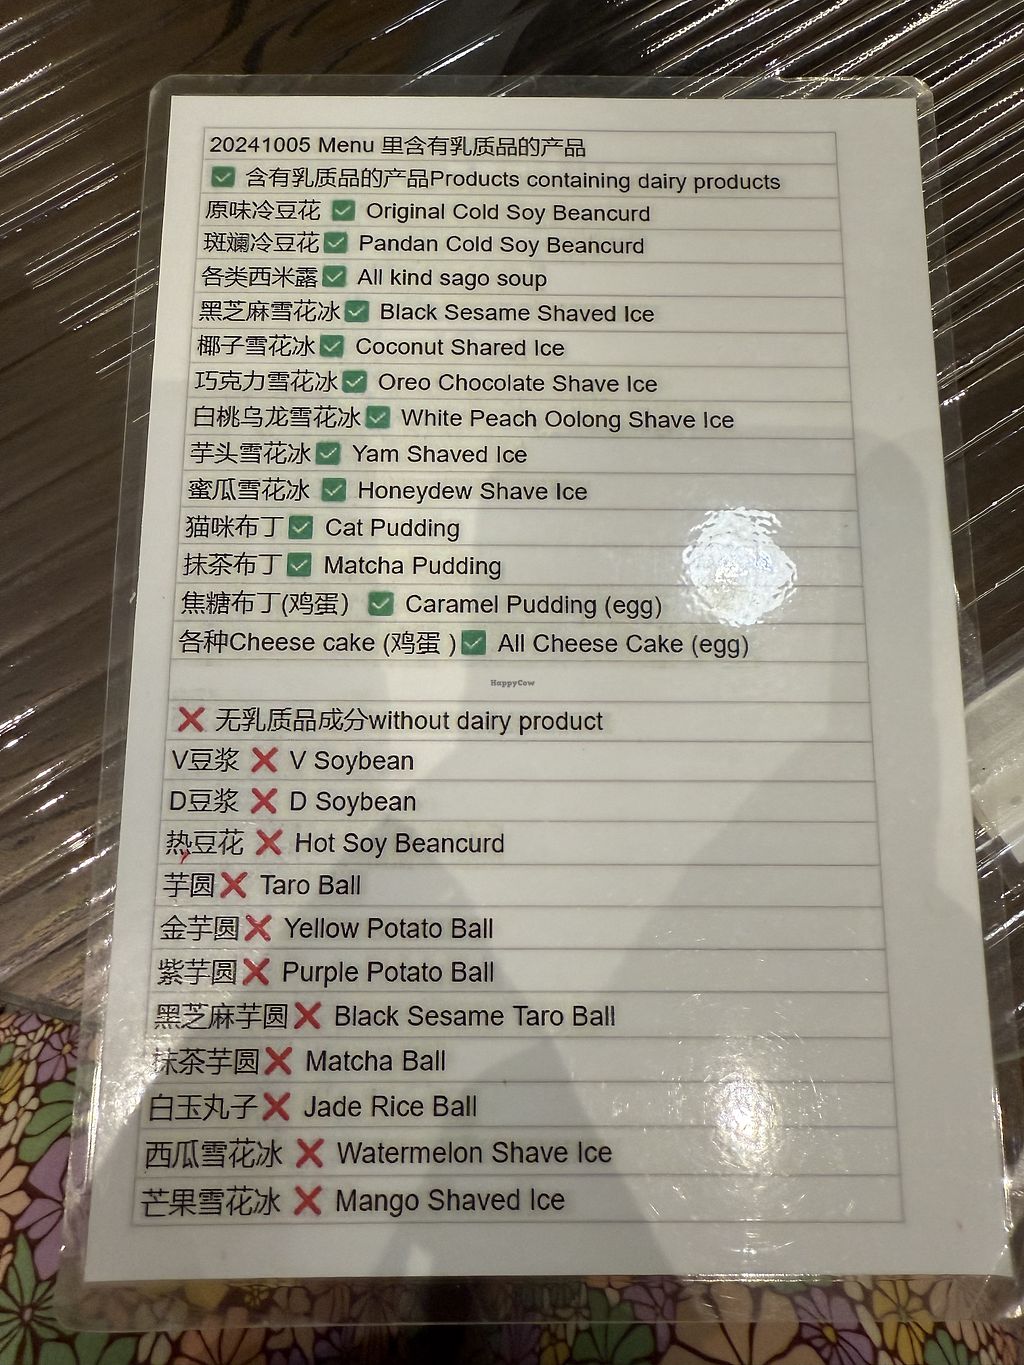 20241005 Menu 里含有乳质品的产品
✅ 含有乳质品的产品Products containing dairy products
原味冷豆花 ✅ Original Cold Soy Beancurd
斑斓冷豆花✅ Pandan Cold Soy Beancurd
各类西米露✅ All kind sago soup
黑芝麻雪花冰✅ Black Sesame Shaved Ice
椰子雪花冰✅ Coconut Shared Ice
巧克力雪花冰✅ Oreo Chocolate Shave Ice
白桃乌龙雪花冰✅ White Peach Oolong Shave Ice
芋头雪花冰✅ Yam Shaved Ice
蜜瓜雪花冰 ✅ Honeydew Shave Ice
猫咪布丁✅ Cat Pudding
抹茶布丁✅ Matcha Pudding
焦糖布丁(鸡蛋） ✅ Caramel Pudding (egg)
各种Cheese cake (鸡蛋 )✅ All Cheese Cake (egg)
HappyCow
❌ 无乳质品成分without dairy product
V豆浆 ❌ V Soybean
D豆浆 ❌ D Soybean
热豆花 ❌ Hot Soy Beancurd
芋圆❌ Taro Ball
金芋圆❌ Yellow Potato Ball
紫芋圆❌ Purple Potato Ball
黑芝麻芋圆❌ Black Sesame Taro Ball
抹茶芋圆❌ Matcha Ball
白玉丸子❌ Jade Rice Ball
西瓜雪花冰 ❌ Watermelon Shave Ice
芒果雪花冰 ❌ Mango Shaved Ice